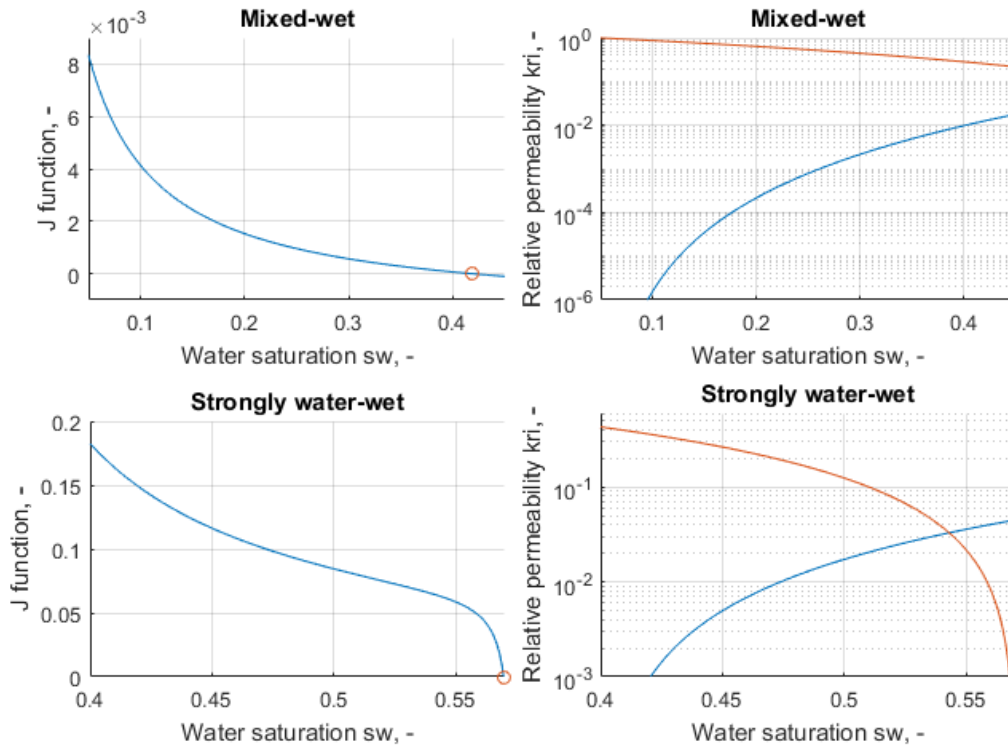 Mixed-wet
× 10^-3
8
6
4
2
0
0.1 0.2 0.3 0.4
J function, -
Water saturation sw, -
Mixed-wet
10^0
10^-2
10^-4
10^-6
0.1 0.2 0.3 0.4
Relative permeability kri, -
Water saturation sw, -
Strongly water-wet
0.2
0.15
0.1
0.05
0
0.4 0.45 0.5 0.55
J function, -
Water saturation sw, -
Strongly water-wet
10^-1
10^-2
10^-3
0.4 0.45 0.5 0.55
Relative permeability kri, -
Water saturation sw, -